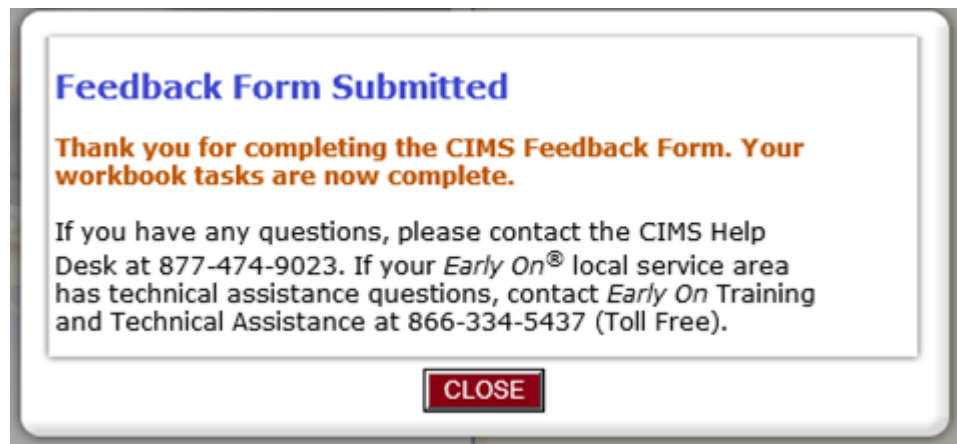 Feedback Form Submitted
Thank you for completing the CIMS Feedback Form. Your
workbook tasks are now complete.
If you have any questions, please contact the CIMS Help
Desk at 877-474-9023. If your Early On® local service area
has technical assistance questions, contact Early On Training
and Technical Assistance at 866-334-5437 (Toll Free).
CLOSE